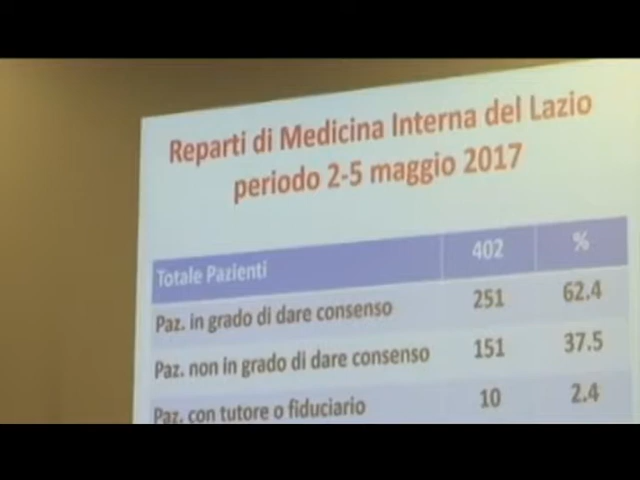 Reparti di Medicina Interna del Lazio
periodo 2-5 maggio 2017
Totale Pazienti 402 %
Paz. in grado di dare consenso 251 62.4
Paz. non in grado di dare consenso 151 37.5
Paz. con tutore o fiduciario 10 2.4